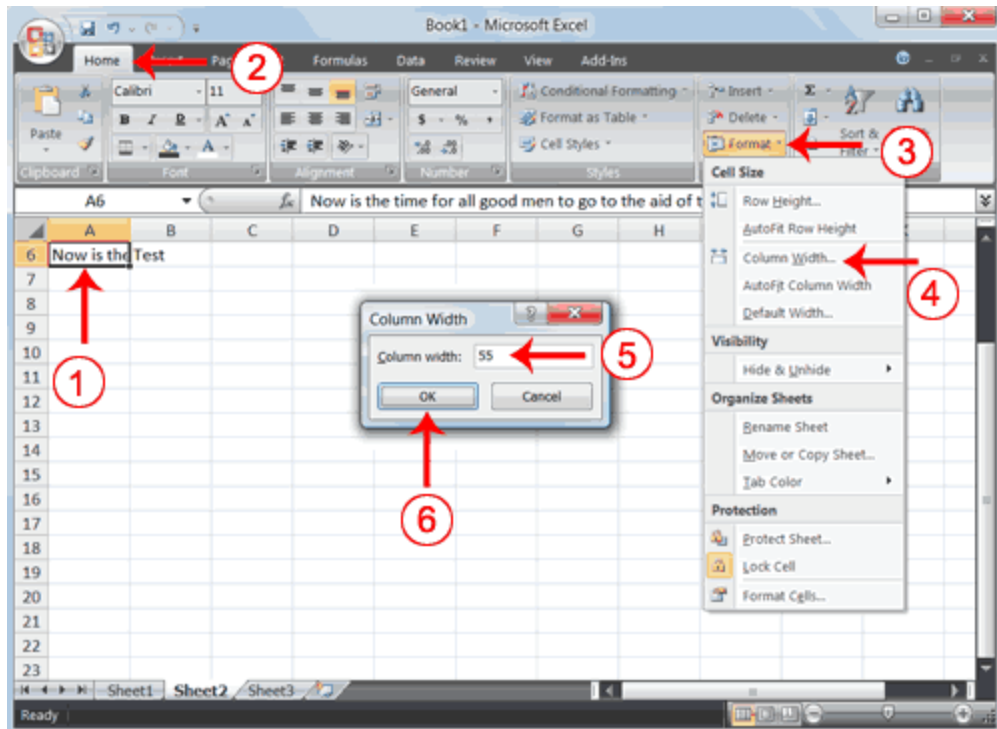 Book1 - Microsoft Excel
Home 2 Formulas Data Review View Add-Ins
Calibri 11 General Conditional Formatting Insert Σ
Paste B I U A A $ % , Format as Table Delete Sort &
A Cell Styles Format Filter 3
Clipboard Font Alignment Number Styles Cell Size
A6 fx Now is the time for all good men to go to the aid of t
Row Height...
A B C D E F G H
AutoFit Row Height
6 Now is the Test
Column Width...
7
AutoFit Column Width 4
8
Default Width...
9 Column Width
Visibility
10 Column width: 55 5
Hide & Unhide
11 1
12 OK Cancel
Organize Sheets
13
Rename Sheet
14
Move or Copy Sheet...
15
Tab Color
16
Protection
17 6
Protect Sheet...
18
Lock Cell
19
Format Cells...
20
21
22
23
Sheet1 Sheet2 Sheet3
Ready